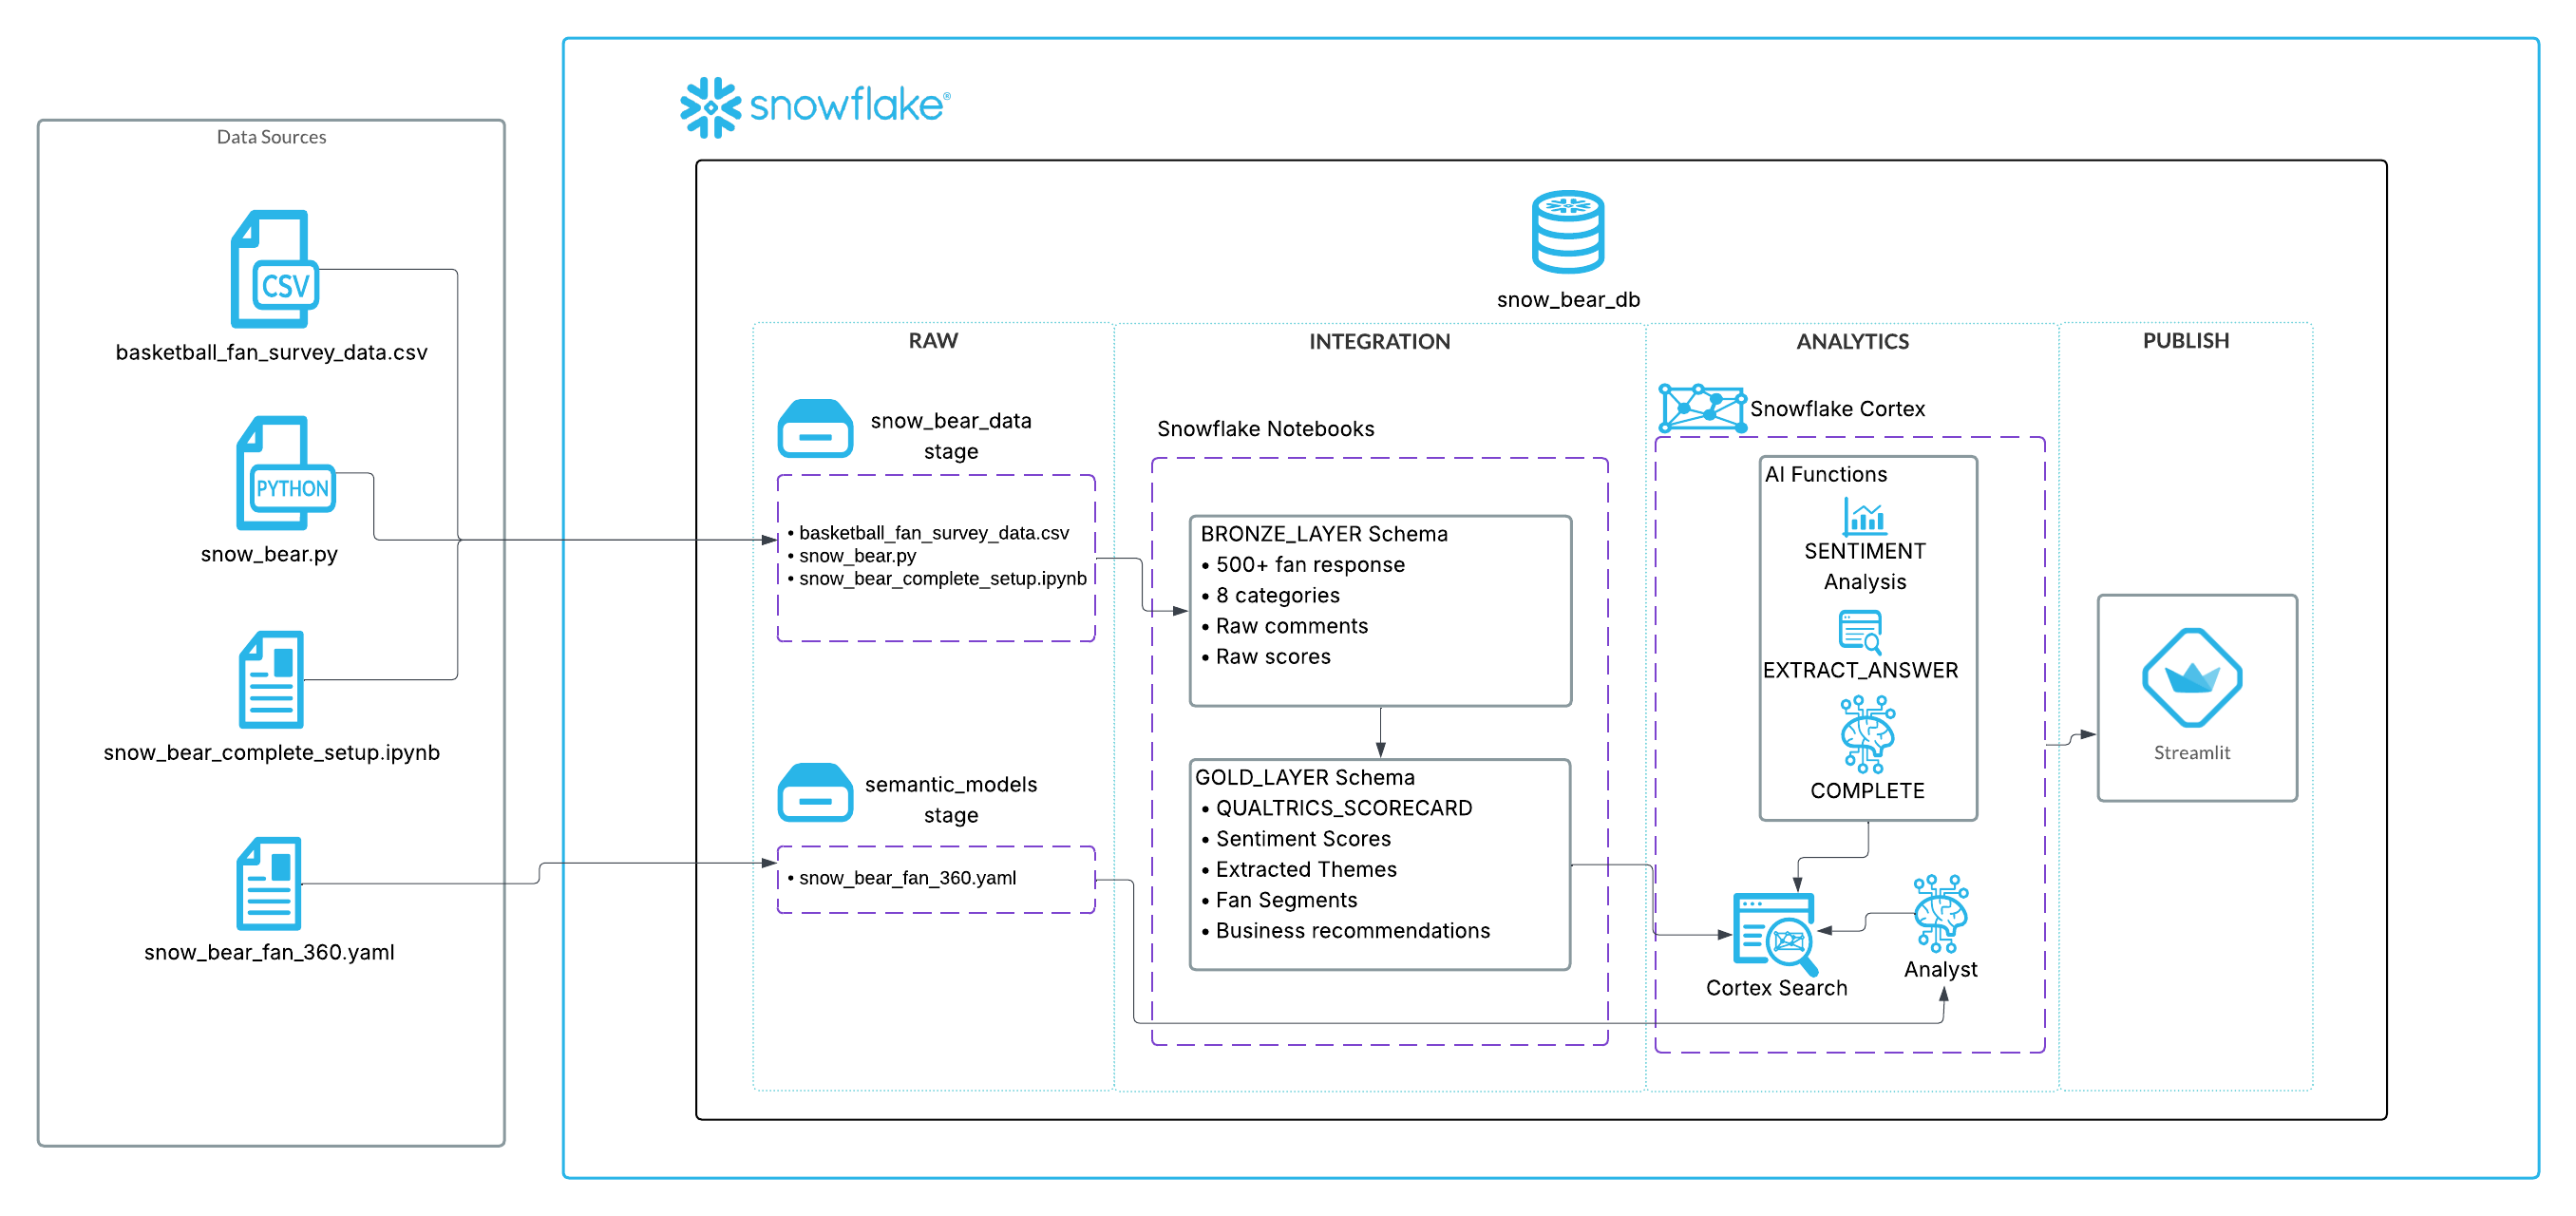 Data Sources
CSV
basketball_fan_survey_data.csv
PYTHON
snow_bear.py
snow_bear_complete_setup.ipynb
snow_bear_fan_360.yaml
snowflake®
snow_bear_db
RAW
snow_bear_data
stage
• basketball_fan_survey_data.csv
• snow_bear.py
• snow_bear_complete_setup.ipynb
semantic_models
stage
• snow_bear_fan_360.yaml
INTEGRATION
Snowflake Notebooks
BRONZE_LAYER Schema
• 500+ fan response
• 8 categories
• Raw comments
• Raw scores
GOLD_LAYER Schema
• QUALTRICS_SCORECARD
• Sentiment Scores
• Extracted Themes
• Fan Segments
• Business recommendations
ANALYTICS
Snowflake Cortex
AI Functions
SENTIMENT
Analysis
EXTRACT_ANSWER
COMPLETE
Cortex Search
Analyst
PUBLISH
Streamlit